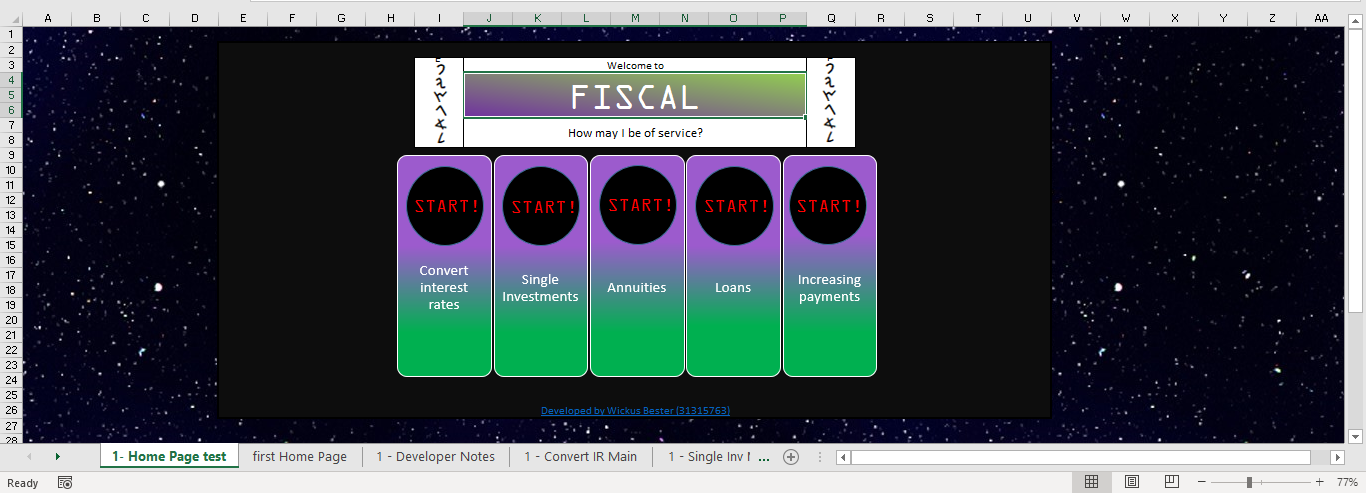 A B C D E F G H I J K L M N O P Q R S T U V W X Y Z AA
1
2
3
4
5
6
7
8
9
10
11
12
13
14
15
16
17
18
19
20
21
22
23
24
25
26
27
28
Welcome to
FISCAL
How may I be of service?
START! START! START! START! START!
Convert
interest
rates
Single
Investments
Annuities
Loans
Increasing
payments
Developed by Wickus Bester (31315763)
1- Home Page test first Home Page 1 - Developer Notes 1 - Convert IR Main 1 - Single Inv ...
Ready 77%